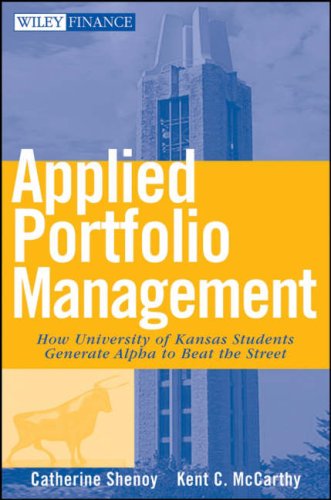 WILEY FINANCE
Applied
Portfolio
Management
How University of Kansas Students
Generate Alpha to Beat the Street
Catherine Shenoy Kent C. McCarthy